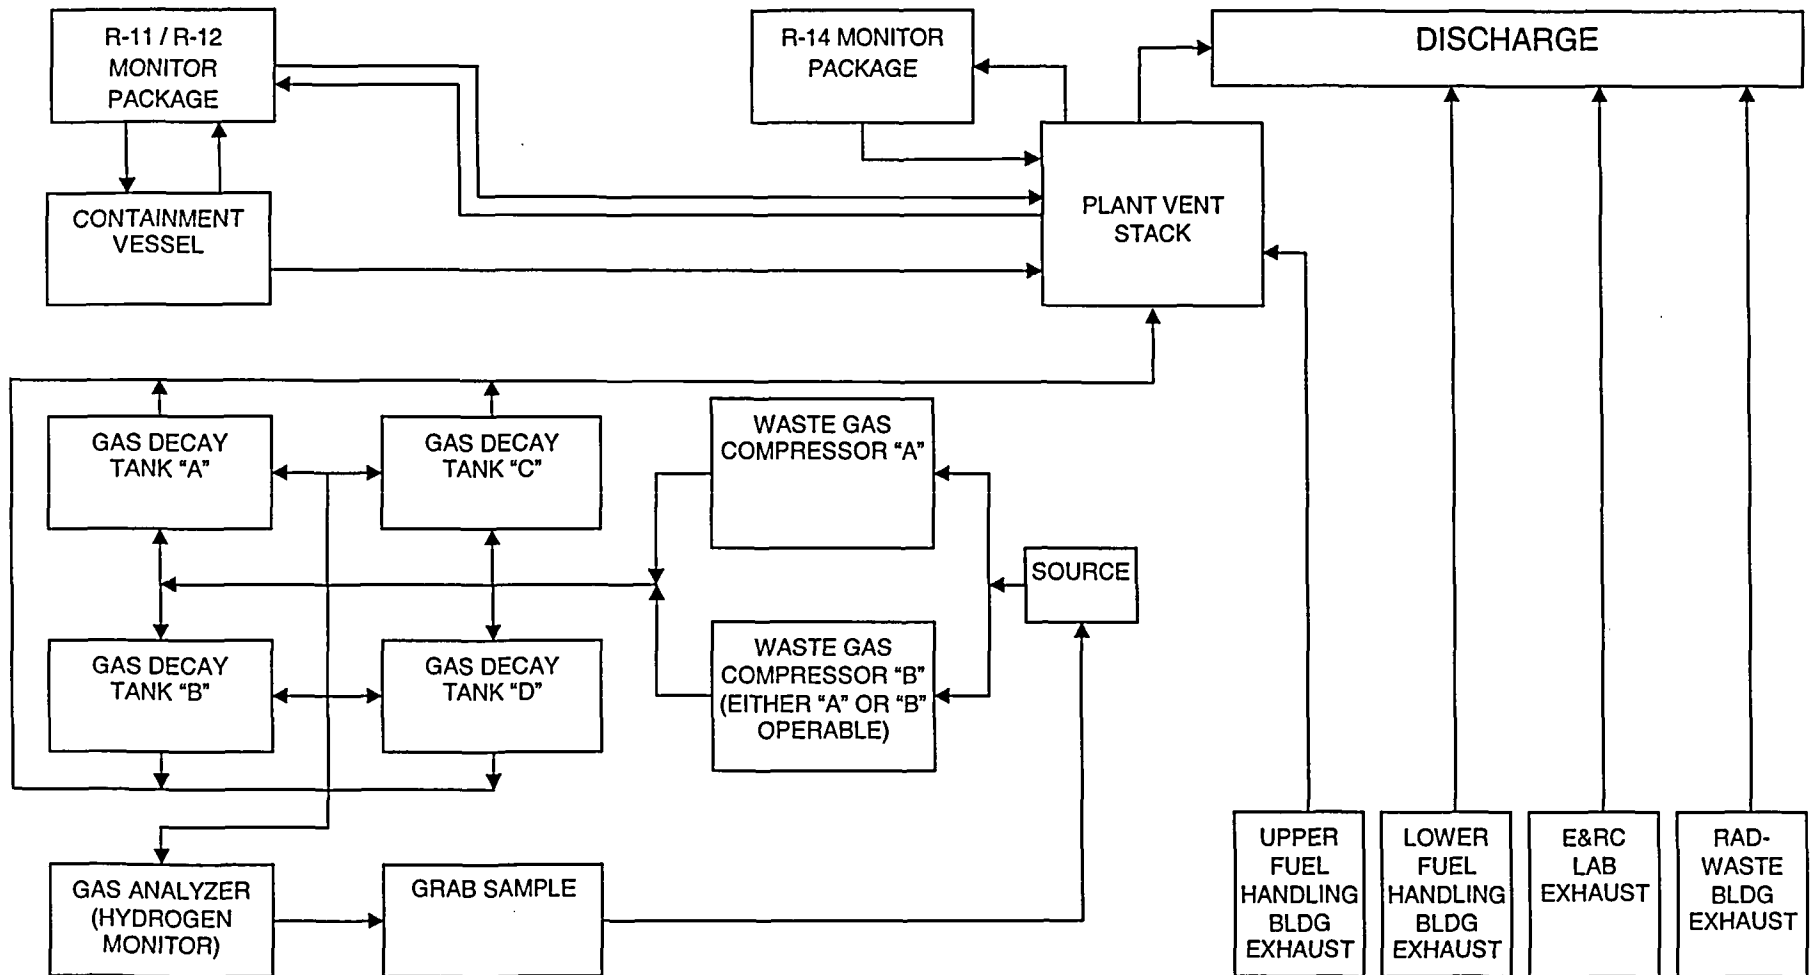 R-11 / R-12
MONITOR
PACKAGE
R-14 MONITOR
PACKAGE
DISCHARGE
CONTAINMENT
VESSEL
PLANT VENT
STACK
GAS DECAY
TANK "A"
GAS DECAY
TANK "C"
WASTE GAS
COMPRESSOR "A"
SOURCE
GAS DECAY
TANK "B"
GAS DECAY
TANK "D"
WASTE GAS
COMPRESSOR "B"
(EITHER "A" OR "B"
OPERABLE)
GAS ANALYZER
(HYDROGEN
MONITOR)
GRAB SAMPLE
UPPER
FUEL
HANDLING
BLDG
EXHAUST
LOWER
FUEL
HANDLING
BLDG
EXHAUST
E&RC
LAB
EXHAUST
RAD-
WASTE
BLDG
EXHAUST